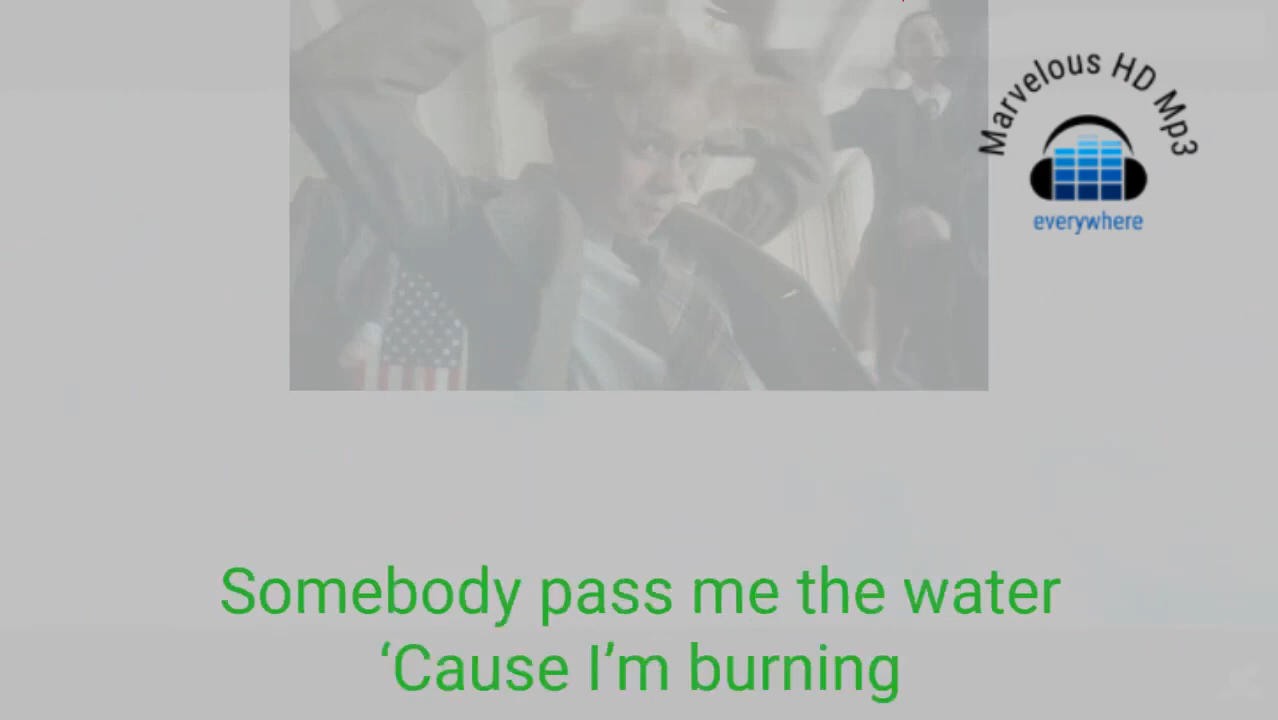 Marvelous HD Mp3
everywhere
Somebody pass me the water
‘Cause I’m burning